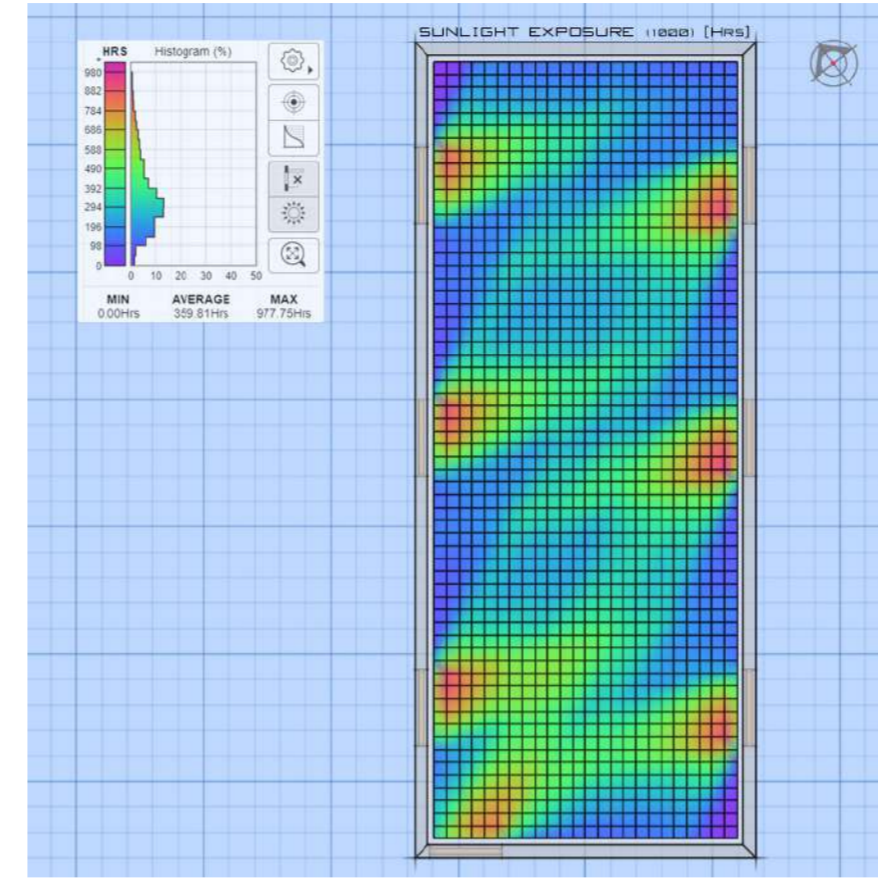 SUNLIGHT EXPOSURE (1000) [HRS]
HRS Histogram (%)
980
882
784
686
588
490
392
294
196
98
0
0 10 20 30 40 50
MIN AVERAGE MAX
0.00Hrs 359.81Hrs 977.75Hrs